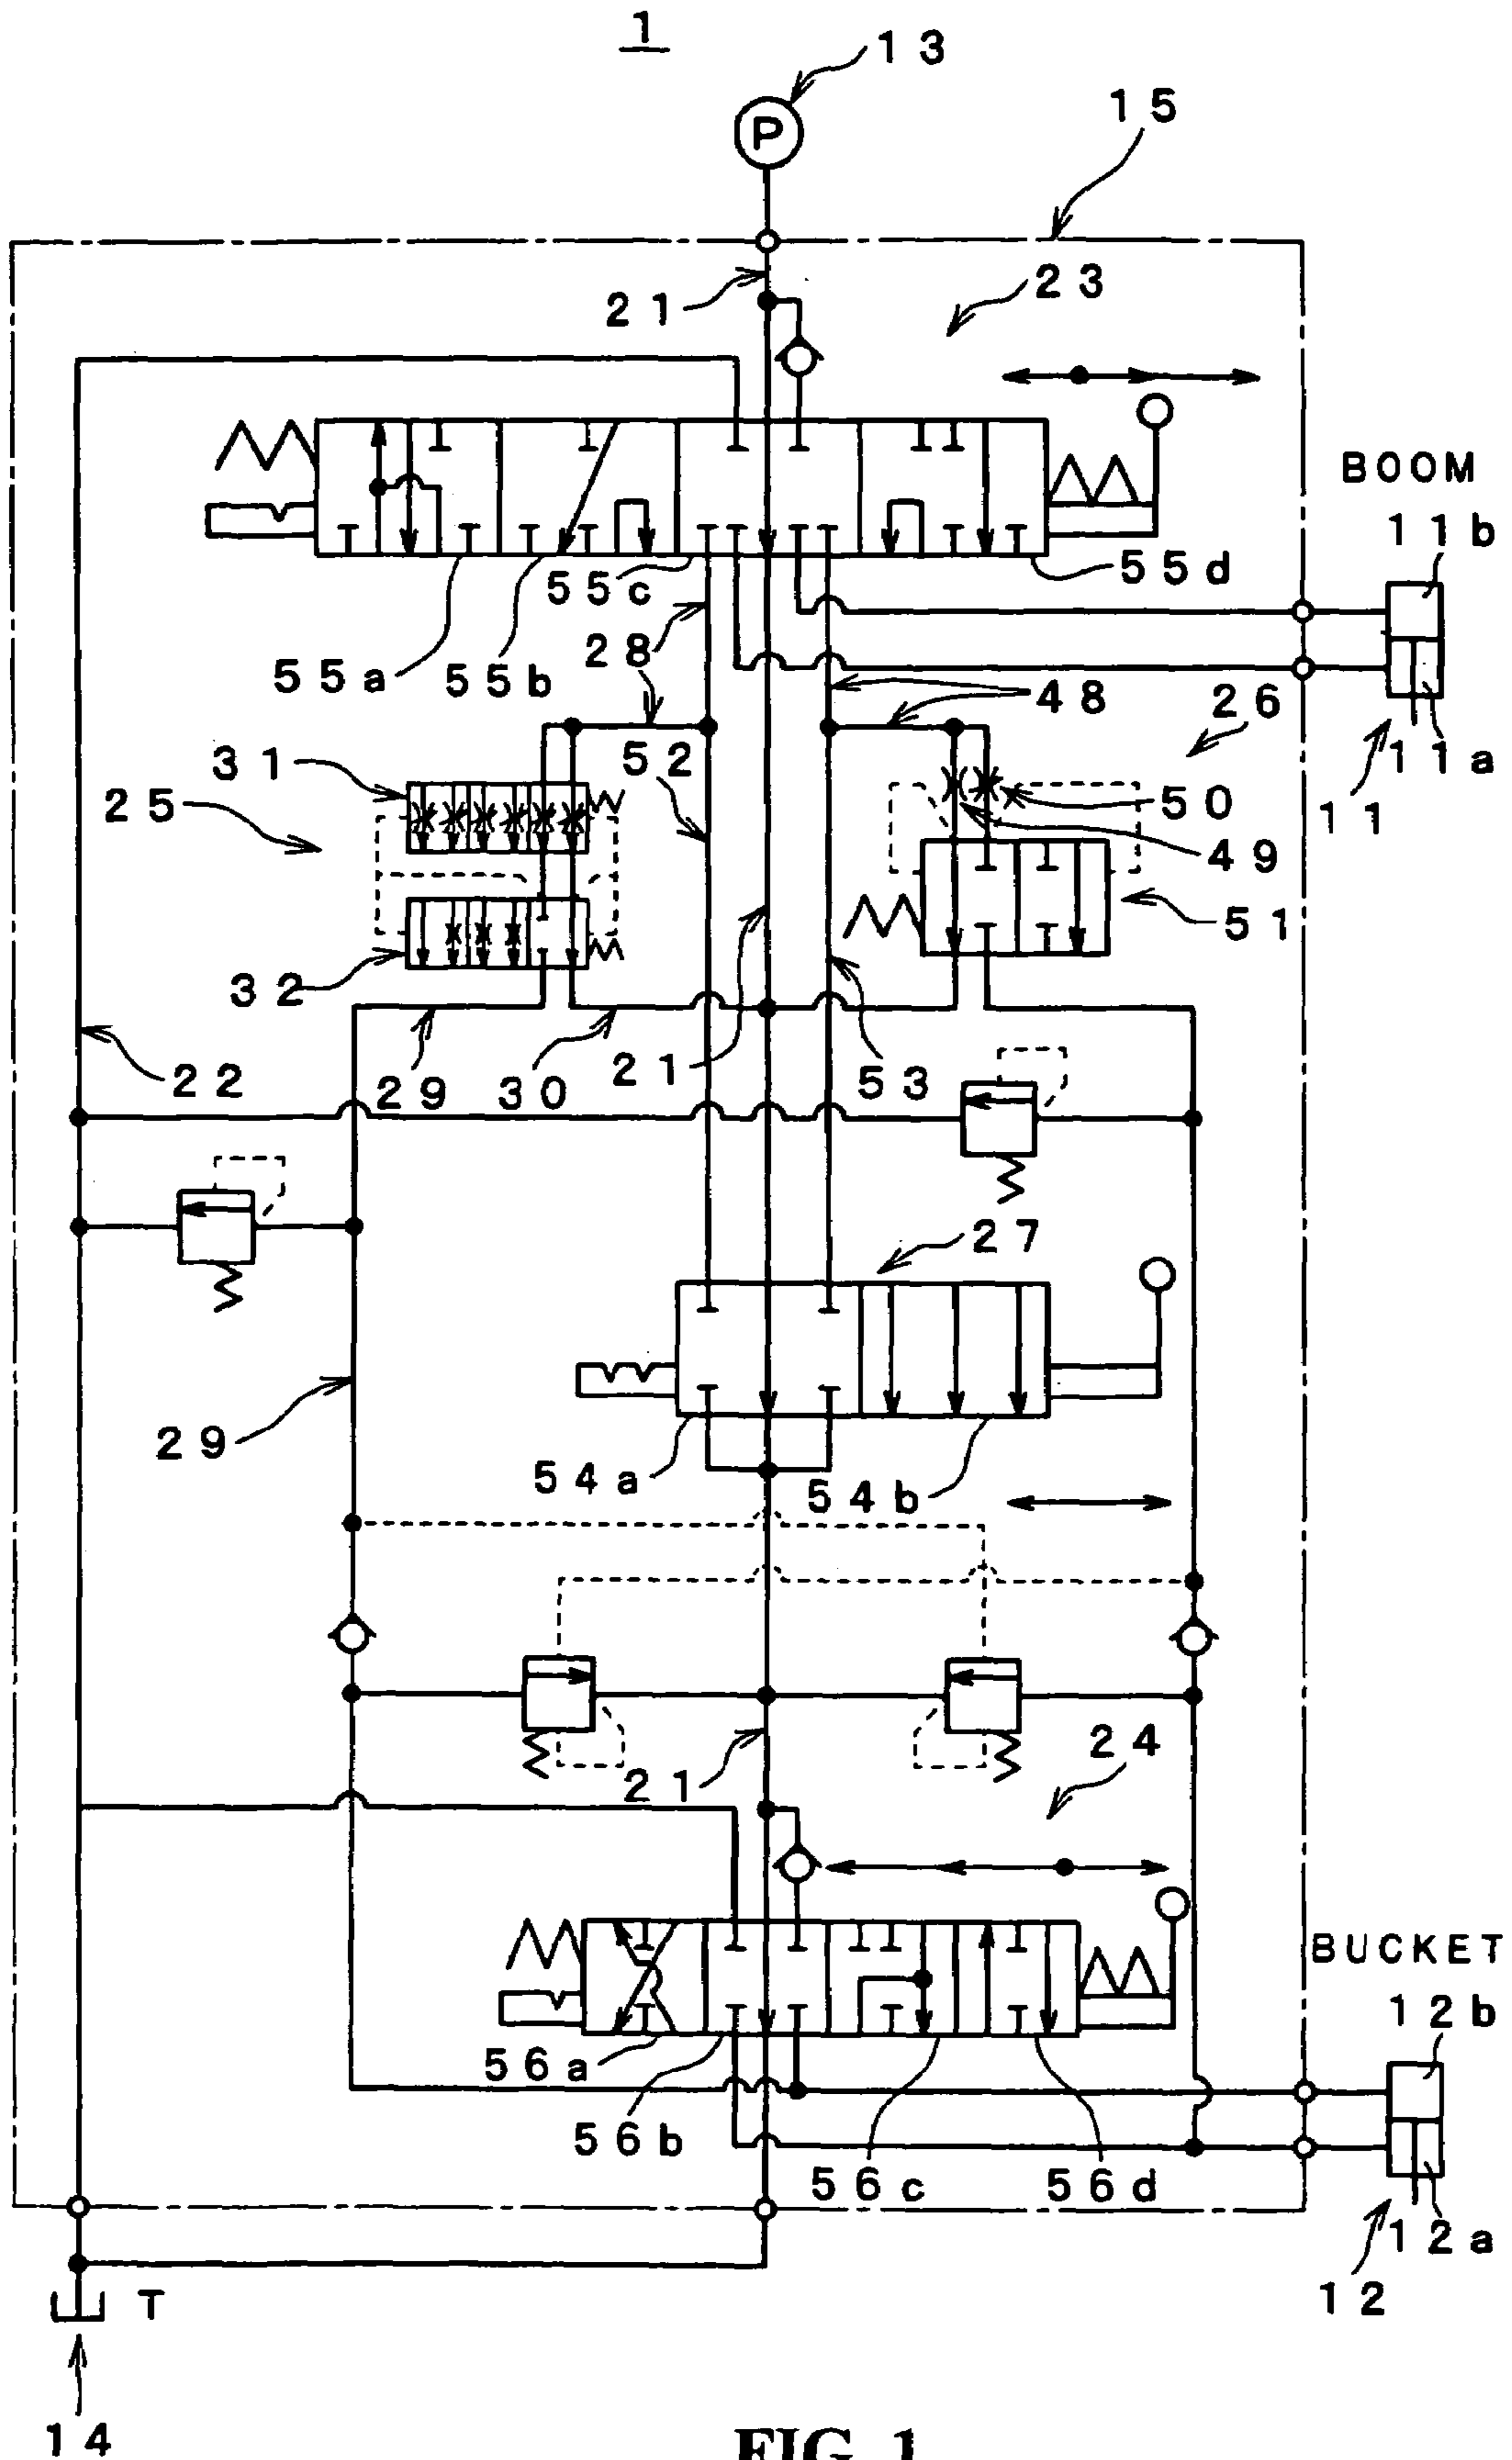 1
13
P
15
21
23
BOOM
11b
55c
55d
28
55a
55b
48
26
31
52
11a
25
50
11
49
51
32
22
29
30
21
53
27
29
54a
54b
24
21
BUCKET
12b
56a
56b
56c
56d
12a
12
T
14
FIG. 1